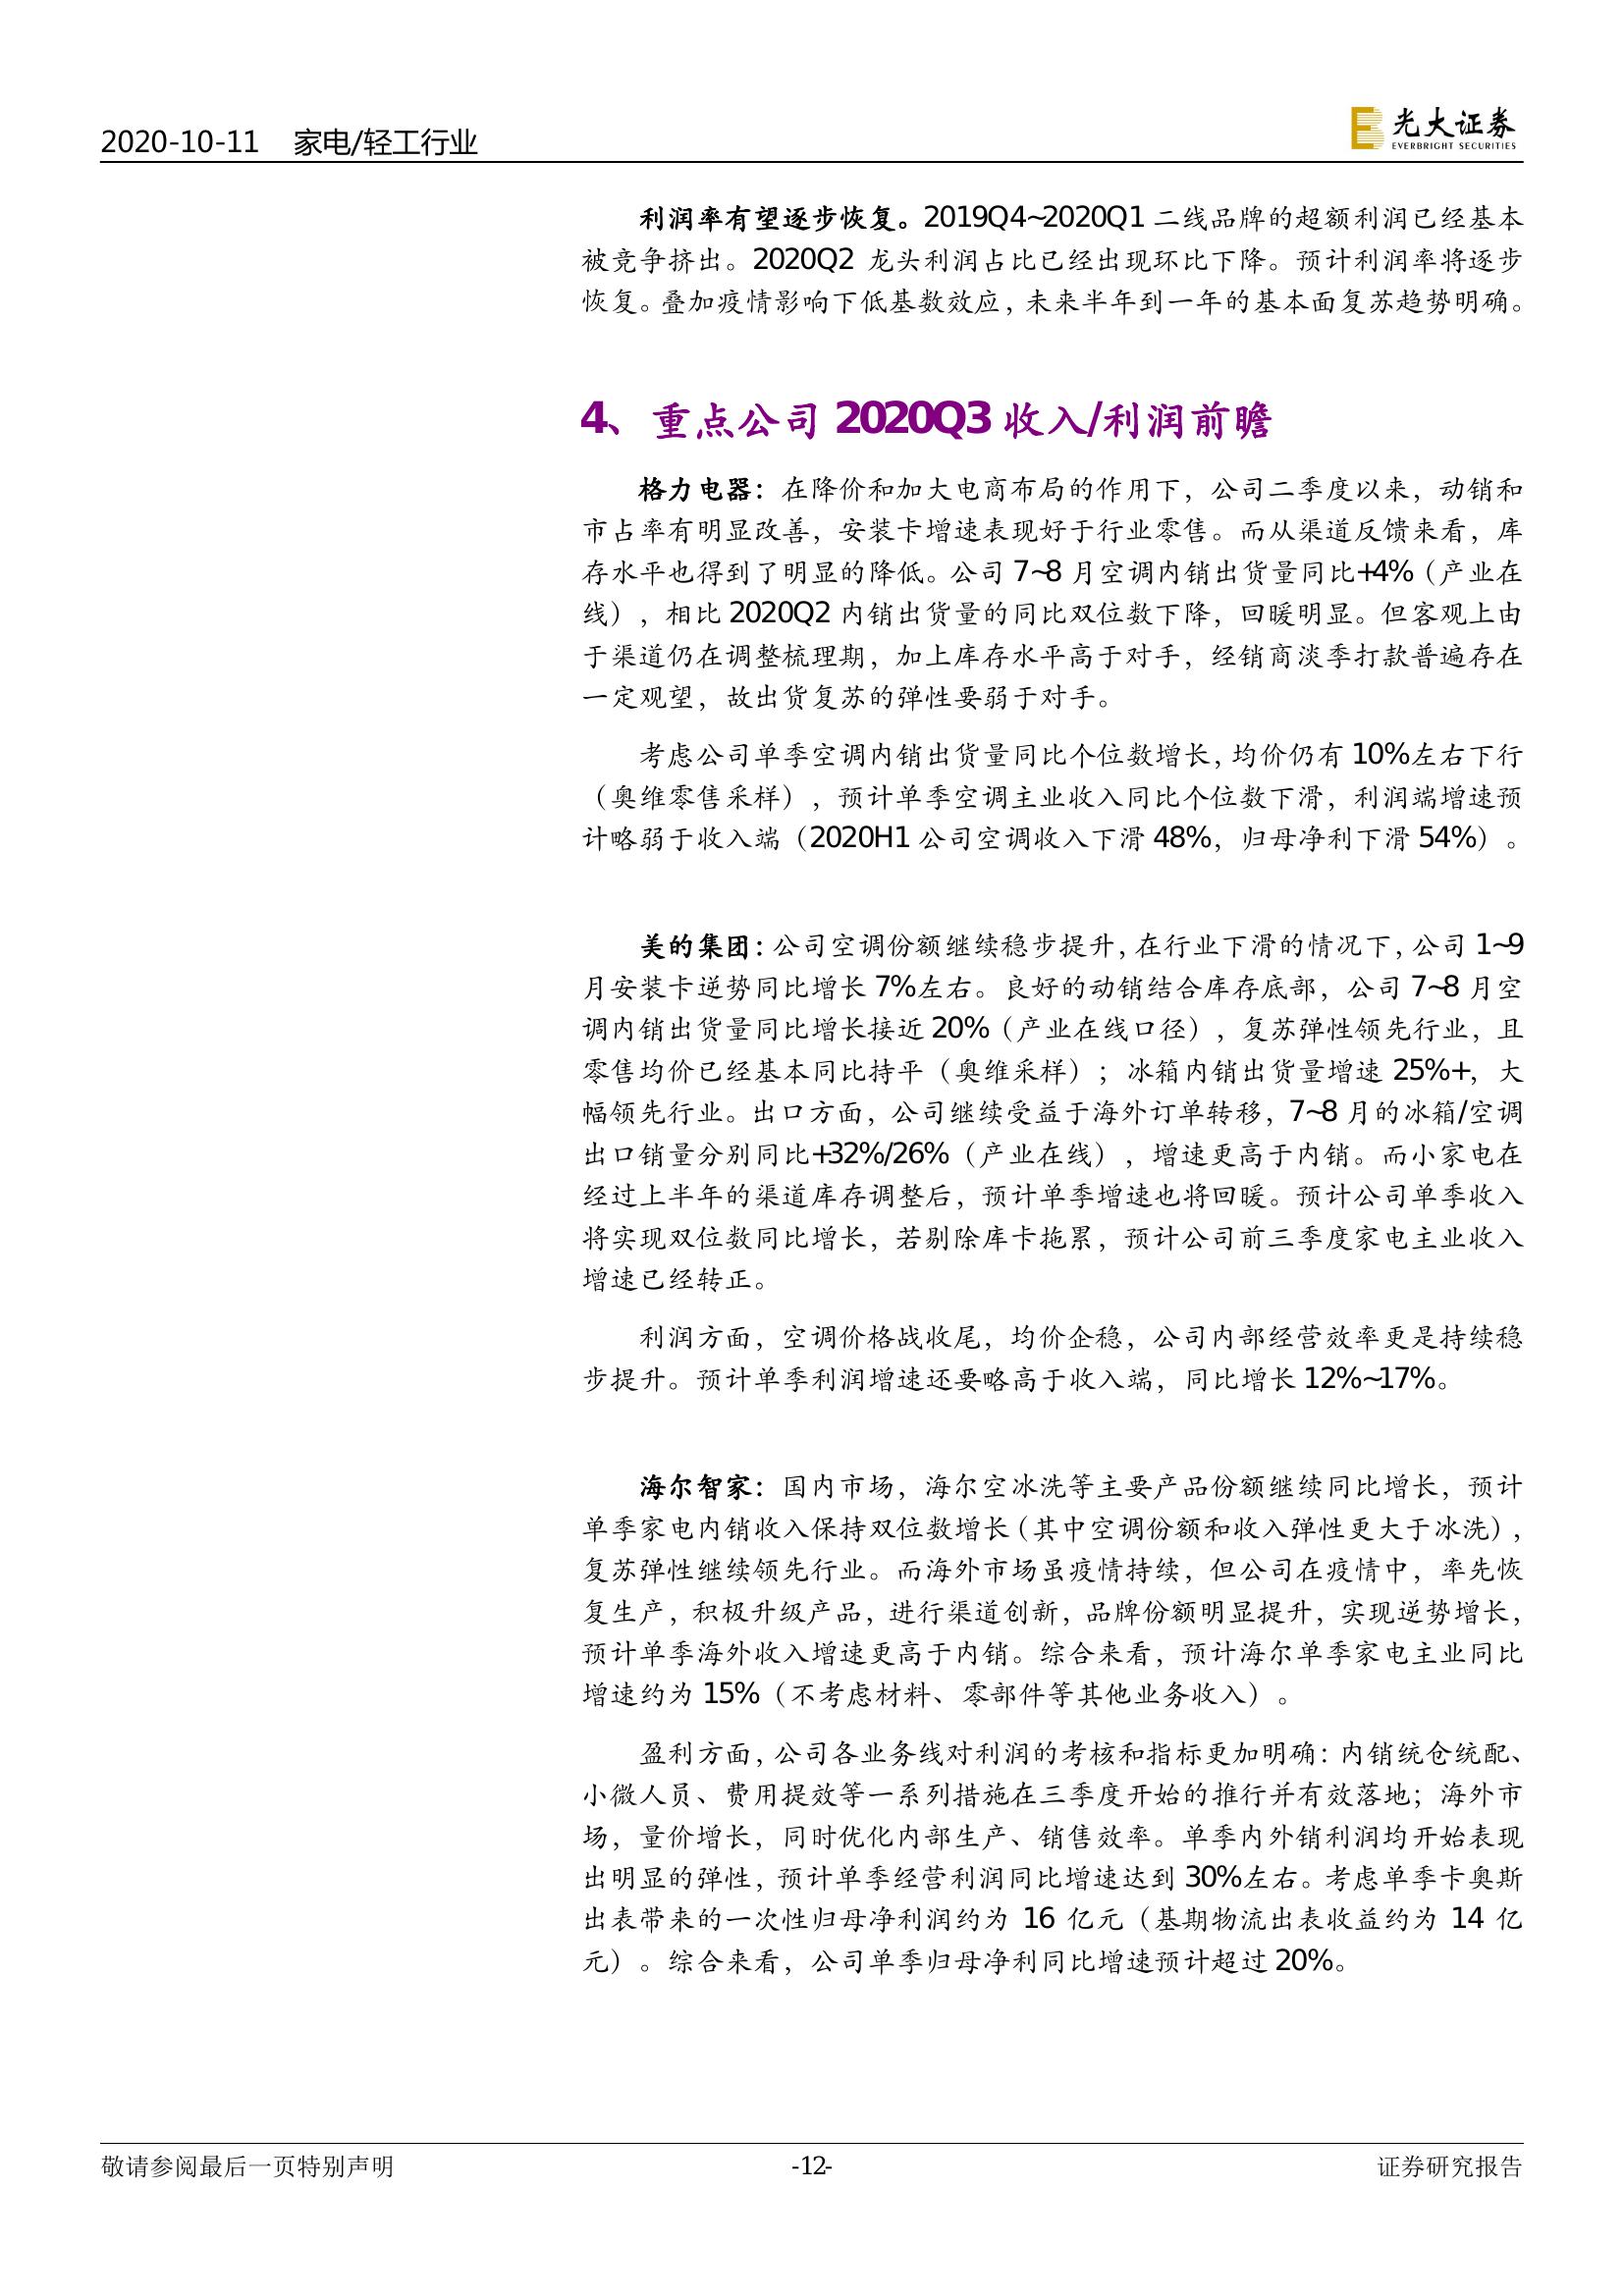 2020-10-11 家电/轻工行业
光大证券
EVERBRIGHT SECURITIES
利润率有望逐步恢复。2019Q4~2020Q1 二线品牌的超额利润已经基本
被竞争挤出。2020Q2 龙头利润占比已经出现环比下降。预计利润率将逐步
恢复。叠加疫情影响下低基数效应，未来半年到一年的基本面复苏趋势明确。
4、重点公司 2020Q3 收入/利润前瞻
格力电器：在降价和加大电商布局的作用下，公司二季度以来，动销和
市占率有明显改善，安装卡增速表现好于行业零售。而从渠道反馈来看，库
存水平也得到了明显的降低。公司 7~8 月空调内销出货量同比+4%（产业在
线），相比 2020Q2 内销出货量的同比双位数下降，回暖明显。但客观上由
于渠道仍在调整梳理期，加上库存水平高于对手，经销商淡季打款普遍存在
一定观望，故出货复苏的弹性要弱于对手。
考虑公司单季空调内销出货量同比个位数增长，均价仍有 10%左右下行
（奥维零售采样），预计单季空调主业收入同比个位数下滑，利润端增速预
计略弱于收入端（2020H1 公司空调收入下滑 48%，归母净利下滑 54%）。
美的集团：公司空调份额继续稳步提升，在行业下滑的情况下，公司 1~9
月安装卡逆势同比增长 7%左右。良好的动销结合库存底部，公司 7~8 月空
调内销出货量同比增长接近 20%（产业在线口径），复苏弹性领先行业，且
零售均价已经基本同比持平（奥维采样）；冰箱内销出货量增速 25%+，大
幅领先行业。出口方面，公司继续受益于海外订单转移，7~8 月的冰箱/空调
出口销量分别同比+32%/26%（产业在线），增速更高于内销。而小家电在
经过上半年的渠道库存调整后，预计单季增速也将回暖。预计公司单季收入
将实现双位数同比增长，若剔除库卡拖累，预计公司前三季度家电主业收入
增速已经转正。
利润方面，空调价格战收尾，均价企稳，公司内部经营效率更是持续稳
步提升。预计单季利润增速还要略高于收入端，同比增长 12%~17%。
海尔智家：国内市场，海尔空冰洗等主要产品份额继续同比增长，预计
单季家电内销收入保持双位数增长（其中空调份额和收入弹性更大于冰洗），
复苏弹性继续领先行业。而海外市场虽疫情持续，但公司在疫情中，率先恢
复生产，积极升级产品，进行渠道创新，品牌份额明显提升，实现逆势增长，
预计单季海外收入增速更高于内销。综合来看，预计海尔单季家电主业同比
增速约为 15%（不考虑材料、零部件等其他业务收入）。
盈利方面，公司各业务线对利润的考核和指标更加明确：内销统仓统配、
小微人员、费用提效等一系列措施在三季度开始的推行并有效落地；海外市
场，量价增长，同时优化内部生产、销售效率。单季内外销利润均开始表现
出明显的弹性，预计单季经营利润同比增速达到 30%左右。考虑单季卡奥斯
出表带来的一次性归母净利润约为 16 亿元（基期物流出表收益约为 14 亿
元）。综合来看，公司单季归母净利同比增速预计超过 20%。
敬请参阅最后一页特别声明
-12-
证券研究报告